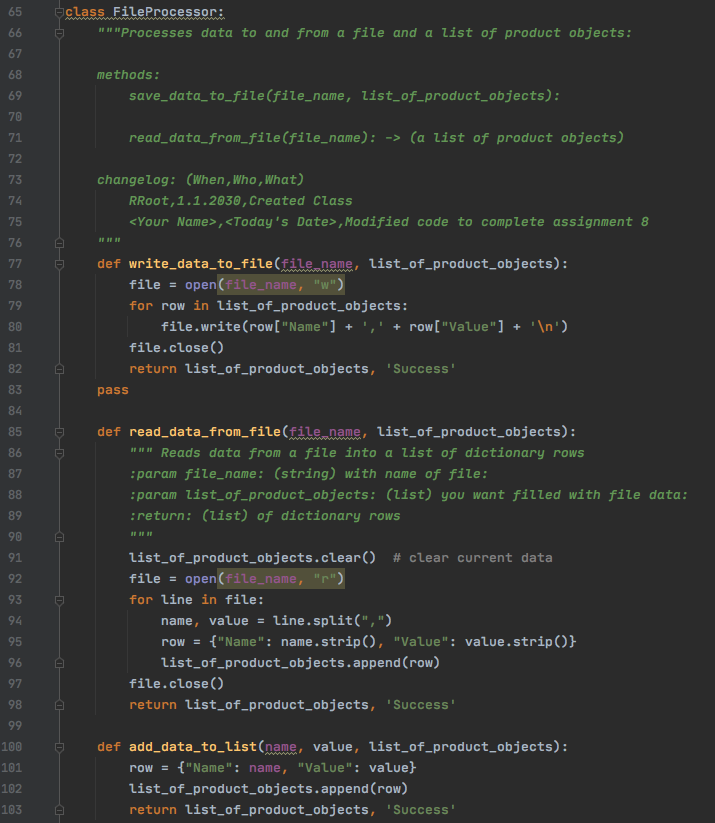 65 class FileProcessor:
66     """Processes data to and from a file and a list of product objects:
67
68     methods:
69         save_data_to_file(file_name, list_of_product_objects):
70
71         read_data_from_file(file_name): -> (a list of product objects)
72
73     changelog: (When,Who,What)
74         RRoot,1.1.2030,Created Class
75         <Your Name>,<Today's Date>,Modified code to complete assignment 8
76     """
77     def write_data_to_file(file_name, list_of_product_objects):
78         file = open(file_name, "w")
79         for row in list_of_product_objects:
80             file.write(row["Name"] + ',' + row["Value"] + '\n')
81         file.close()
82         return list_of_product_objects, 'Success'
83     pass
84
85     def read_data_from_file(file_name, list_of_product_objects):
86         """ Reads data from a file into a list of dictionary rows
87         :param file_name: (string) with name of file:
88         :param list_of_product_objects: (list) you want filled with file data:
89         :return: (list) of dictionary rows
90         """
91         list_of_product_objects.clear()  # clear current data
92         file = open(file_name, "r")
93         for line in file:
94             name, value = line.split(",")
95             row = {"Name": name.strip(), "Value": value.strip()}
96             list_of_product_objects.append(row)
97         file.close()
98         return list_of_product_objects, 'Success'
99
100     def add_data_to_list(name, value, list_of_product_objects):
101         row = {"Name": name, "Value": value}
102         list_of_product_objects.append(row)
103         return list_of_product_objects, 'Success'